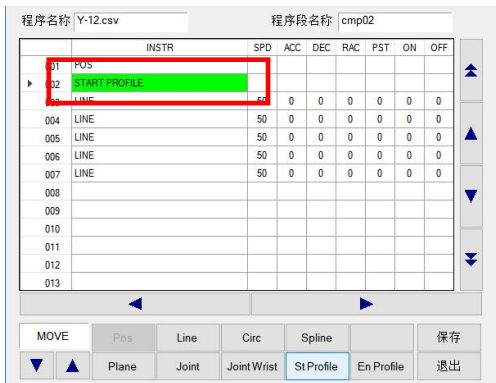 程序名称 Y-12.csv 程序段名称 cmp02
INSTR SPD ACC DEC RAC PST ON OFF
001 POS
002 START PROFILE
003 LINE 50 0 0 0 0 0 0
004 LINE 50 0 0 0 0 0 0
005 LINE 50 0 0 0 0 0 0
006 LINE 50 0 0 0 0 0 0
007 LINE 50 0 0 0 0 0 0
008
009
010
011
012
013
MOVE Pos Line Circ Spline 保存
Plane Joint Joint Wrist St Profile En Profile 退出